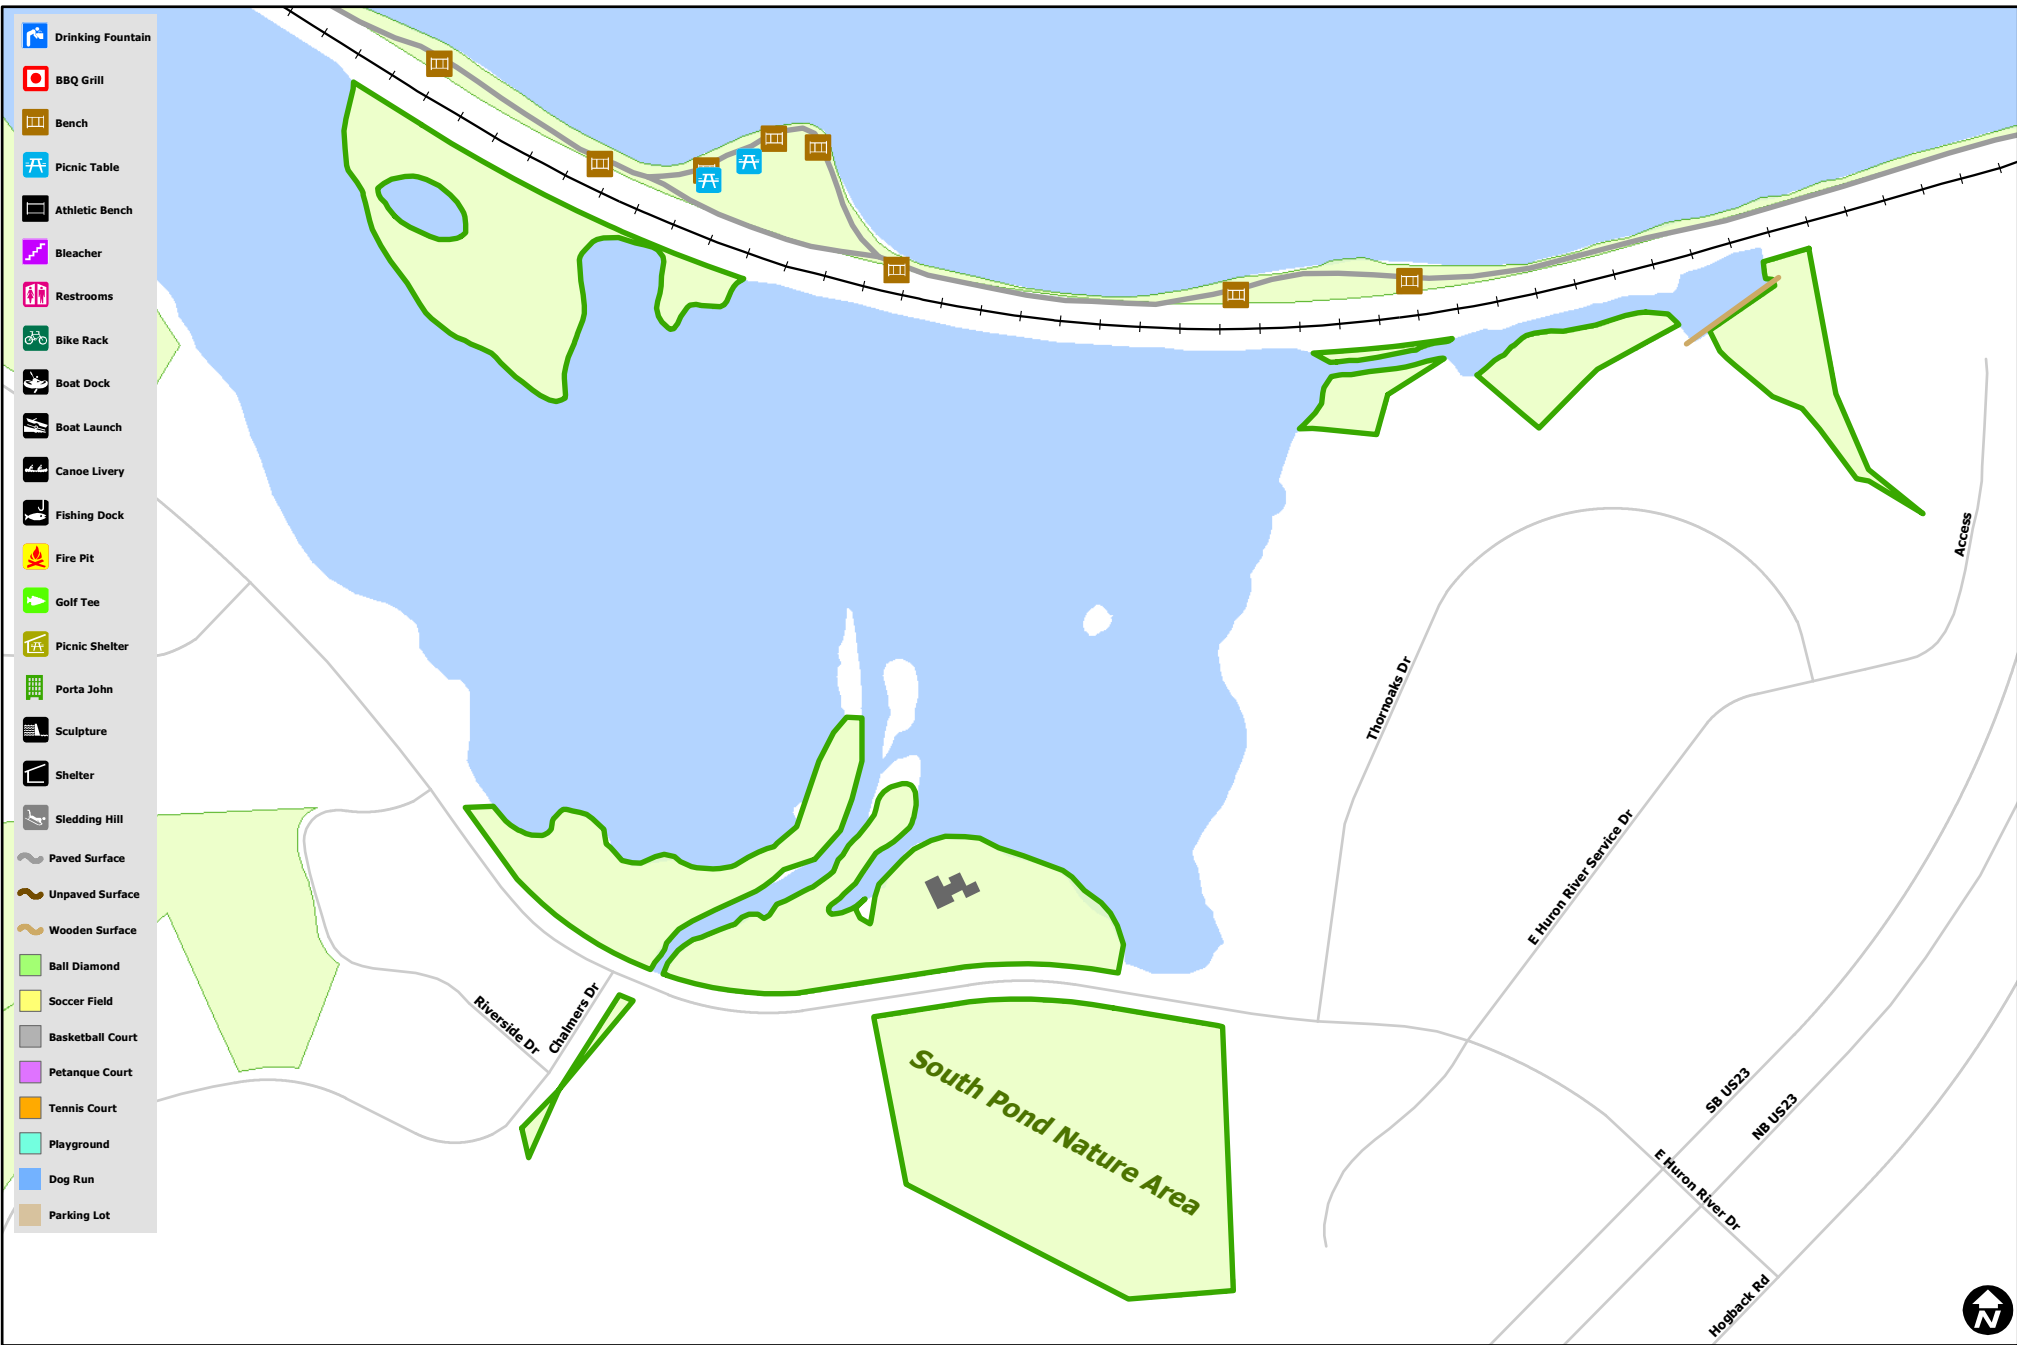 Drinking Fountain
BBQ Grill
Bench
Picnic Table
Athletic Bench
Bleacher
Restrooms
Bike Rack
Boat Dock
Boat Launch
Canoe Livery
Fishing Dock
Fire Pit
Golf Tee
Picnic Shelter
Porta John
Sculpture
Shelter
Sledding Hill
Paved Surface
Unpaved Surface
Wooden Surface
Ball Diamond
Soccer Field
Basketball Court
Petanque Court
Tennis Court
Playground
Dog Run
Parking Lot
Access
Thornoaks Dr
E Huron River Service Dr
Riverside Dr
Chalmers Dr
South Pond Nature Area
SB US23
NB US23
E Huron River Dr
Hogback Rd
N